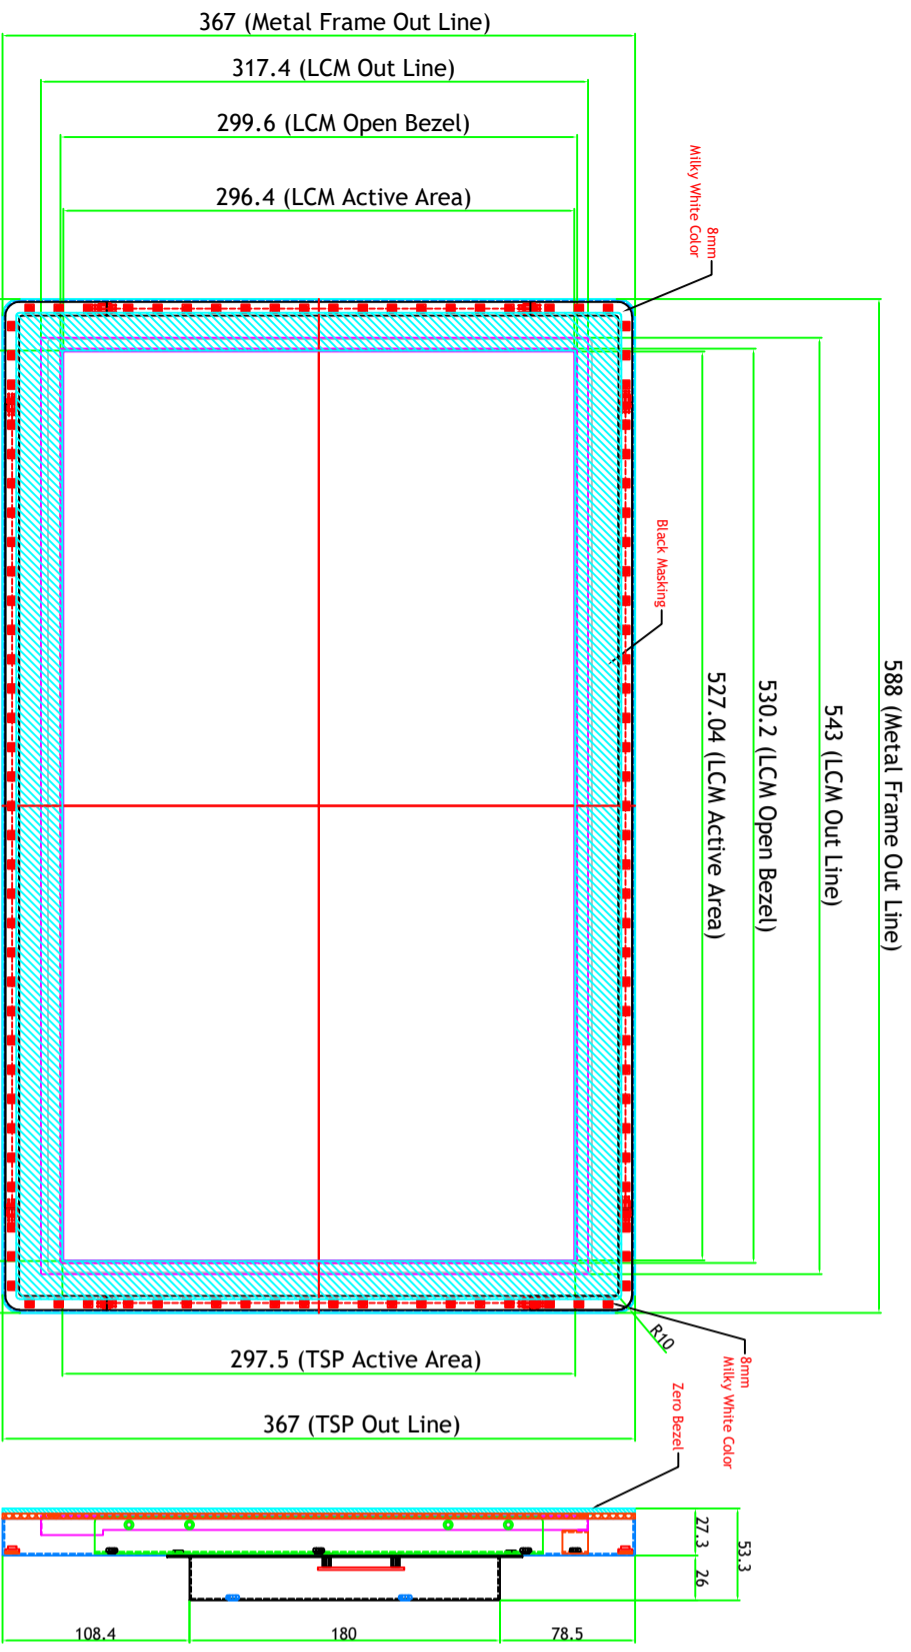 367 (Metal Frame Out Line)
317.4 (LCM Out Line)
299.6 (LCM Open Bezel)
296.4 (LCM Active Area)
8mm
Milky White Color
Black Masking
588 (Metal Frame Out Line)
543 (LCM Out Line)
530.2 (LCM Open Bezel)
527.04 (LCM Active Area)
R10
8mm
Milky White Color
Zero Bezel
297.5 (TSP Active Area)
367 (TSP Out Line)
27.3
53.3
26
108.4
180
78.5